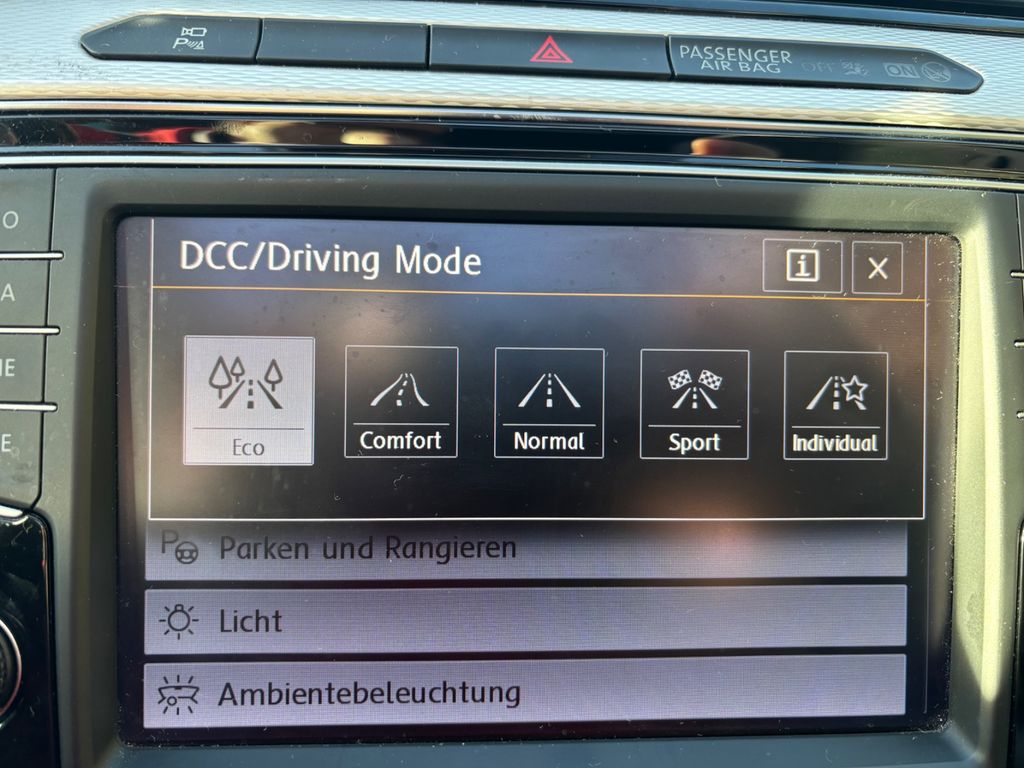 P
PASSENGER
AIR BAG OFF ON
DCC/Driving Mode
i X
Eco
Comfort
Normal
Sport
Individual
P Parken und Rangieren
Licht
Ambientebeleuchtung